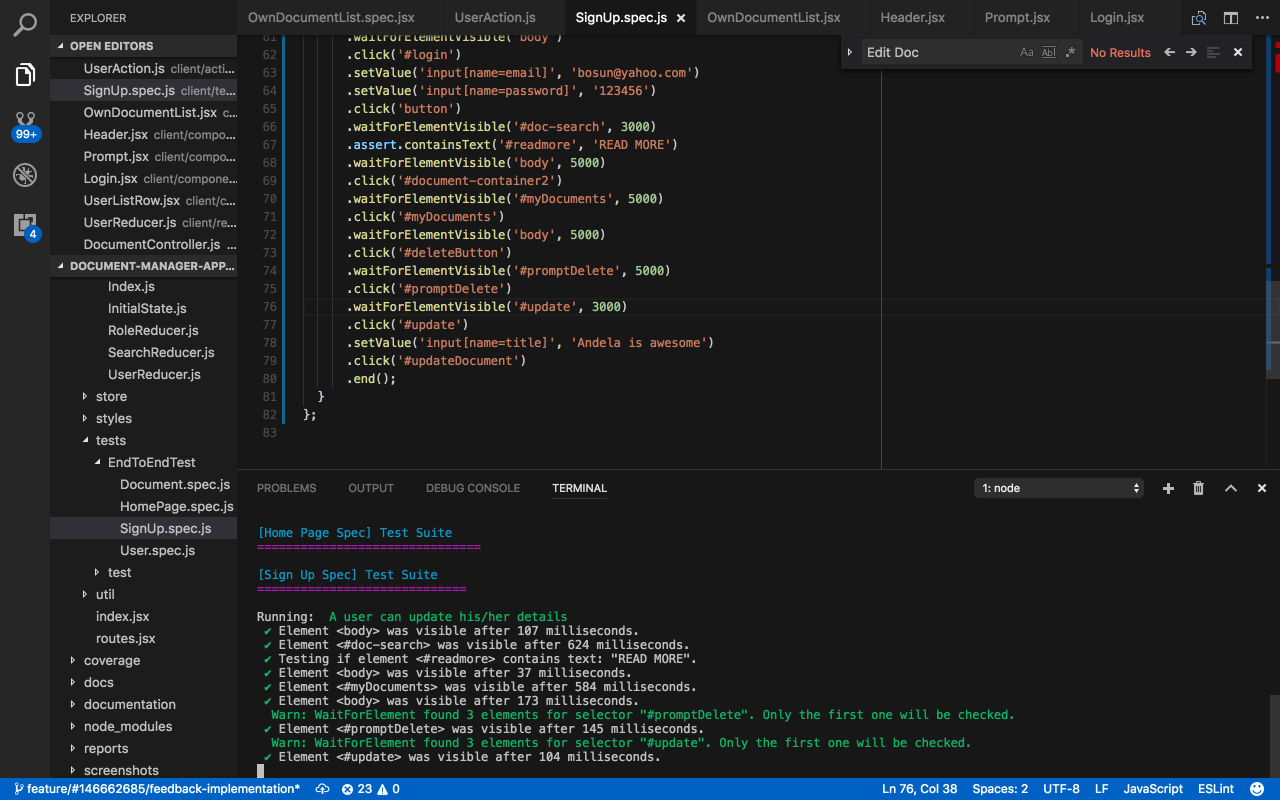 EXPLORER
OwnDocumentList.spec.jsx
UserAction.js
SignUp.spec.js
OwnDocumentList.jsx
Header.jsx
Prompt.jsx
Login.jsx
OPEN EDITORS
UserAction.js client/acti...
SignUp.spec.js client/te...
OwnDocumentList.jsx c...
Header.jsx client/compo...
Prompt.jsx client/compo...
Login.jsx client/compone...
UserListRow.jsx client/c...
UserReducer.js client/re...
DocumentController.js ...
DOCUMENT-MANAGER-APP...
Index.js
InitialState.js
RoleReducer.js
SearchReducer.js
UserReducer.js
store
styles
tests
EndToEndTest
Document.spec.js
HomePage.spec.js
SignUp.spec.js
User.spec.js
test
util
index.jsx
routes.jsx
coverage
docs
documentation
node_modules
reports
screenshots
99+
4
Edit Doc
Aa
Abl
.*
No Results
61 .waitForElementVisible('body')
62 .click('#login')
63 .setValue('input[name=email]', 'bosun@yahoo.com')
64 .setValue('input[name=password]', '123456')
65 .click('button')
66 .waitForElementVisible('#doc-search', 3000)
67 .assert.containsText('#readmore', 'READ MORE')
68 .waitForElementVisible('body', 5000)
69 .click('#document-container2')
70 .waitForElementVisible('#myDocuments', 5000)
71 .click('#myDocuments')
72 .waitForElementVisible('body', 5000)
73 .click('#deleteButton')
74 .waitForElementVisible('#promptDelete', 5000)
75 .click('#promptDelete')
76 .waitForElementVisible('#update', 3000)
77 .click('#update')
78 .setValue('input[name=title]', 'Andela is awesome')
79 .click('#updateDocument')
80 .end();
81 }
82 };
83
PROBLEMS OUTPUT DEBUG CONSOLE TERMINAL
1: node
[Home Page Spec] Test Suite
===============================
[Sign Up Spec] Test Suite
=============================
Running: A user can update his/her details
✔ Element <body> was visible after 107 milliseconds.
✔ Element <#doc-search> was visible after 624 milliseconds.
✔ Testing if element <#readmore> contains text: "READ MORE".
✔ Element <body> was visible after 37 milliseconds.
✔ Element <#myDocuments> was visible after 584 milliseconds.
✔ Element <body> was visible after 173 milliseconds.
Warn: WaitForElement found 3 elements for selector "#promptDelete". Only the first one will be checked.
✔ Element <#promptDelete> was visible after 145 milliseconds.
Warn: WaitForElement found 3 elements for selector "#update". Only the first one will be checked.
✔ Element <#update> was visible after 104 milliseconds.
feature/#146662685/feedback-implementation* 23 0 Ln 76, Col 38 Spaces: 2 UTF-8 LF JavaScript ESLint